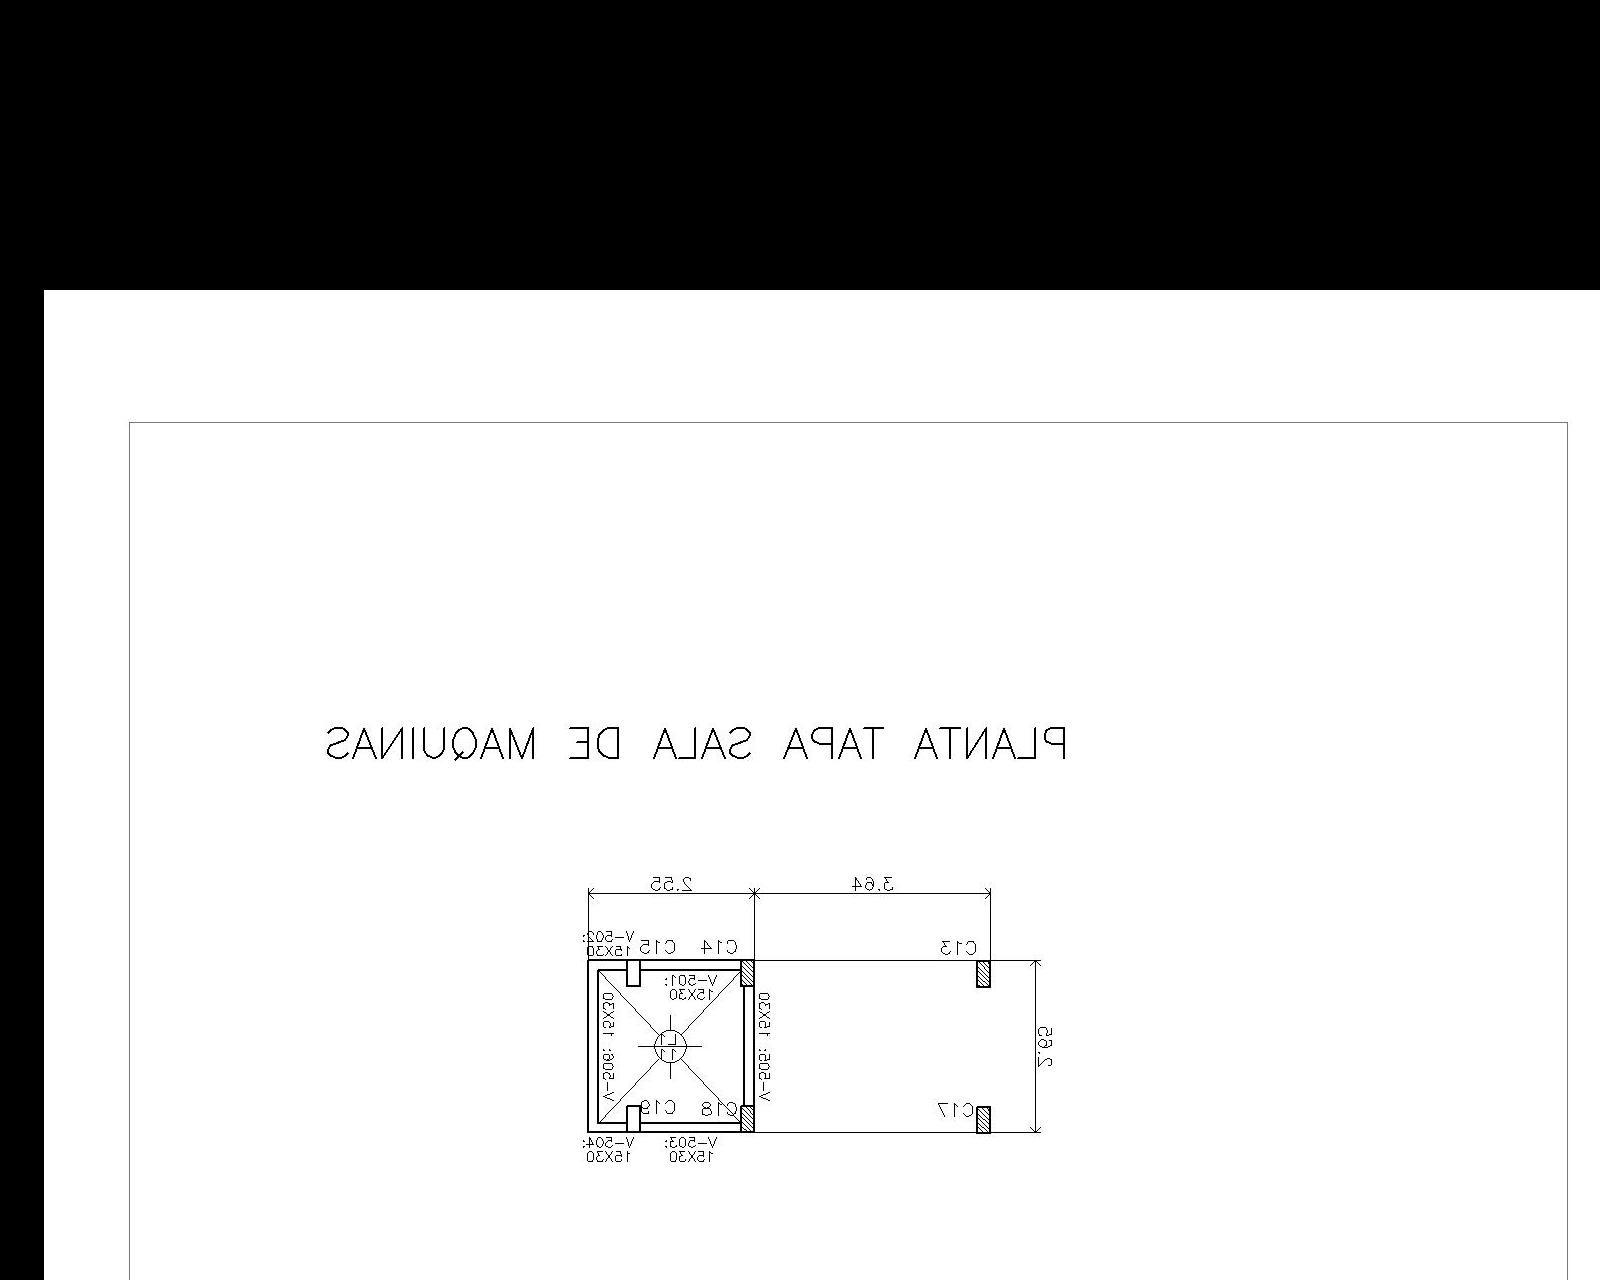 PLANTA TAPA SALA DE MAQUINAS
3.64
2.55
C13
C14
C15
V-502:
15X30
V-501:
15X30
V-505: 15X30
V-506: 15X30
L1
11
2.65
C17
C18
C19
V-503:
15X30
V-504:
15X30